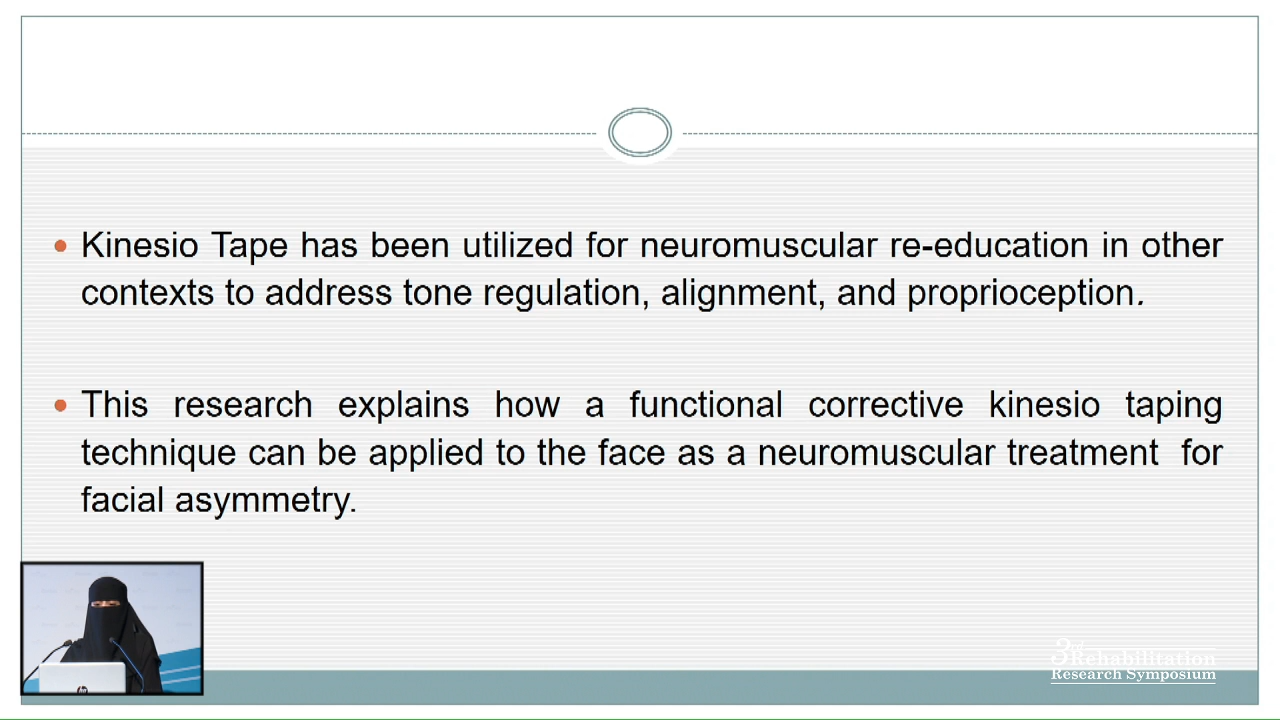 Kinesio Tape has been utilized for neuromuscular re-education in other
contexts to address tone regulation, alignment, and proprioception.
This research explains how a functional corrective kinesio taping
technique can be applied to the face as a neuromuscular treatment for
facial asymmetry.
hp
3rd
Rehabilitation
Research Symposium